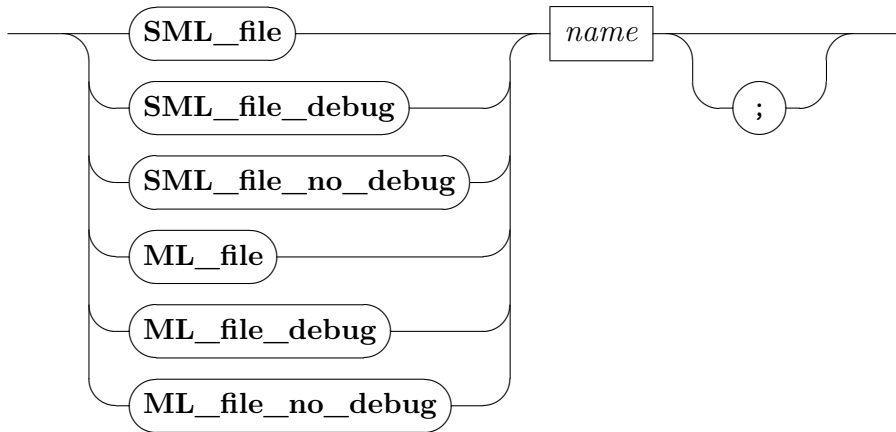 SML_file name
SML_file_debug ;
SML_file_no_debug
ML_file
ML_file_debug
ML_file_no_debug